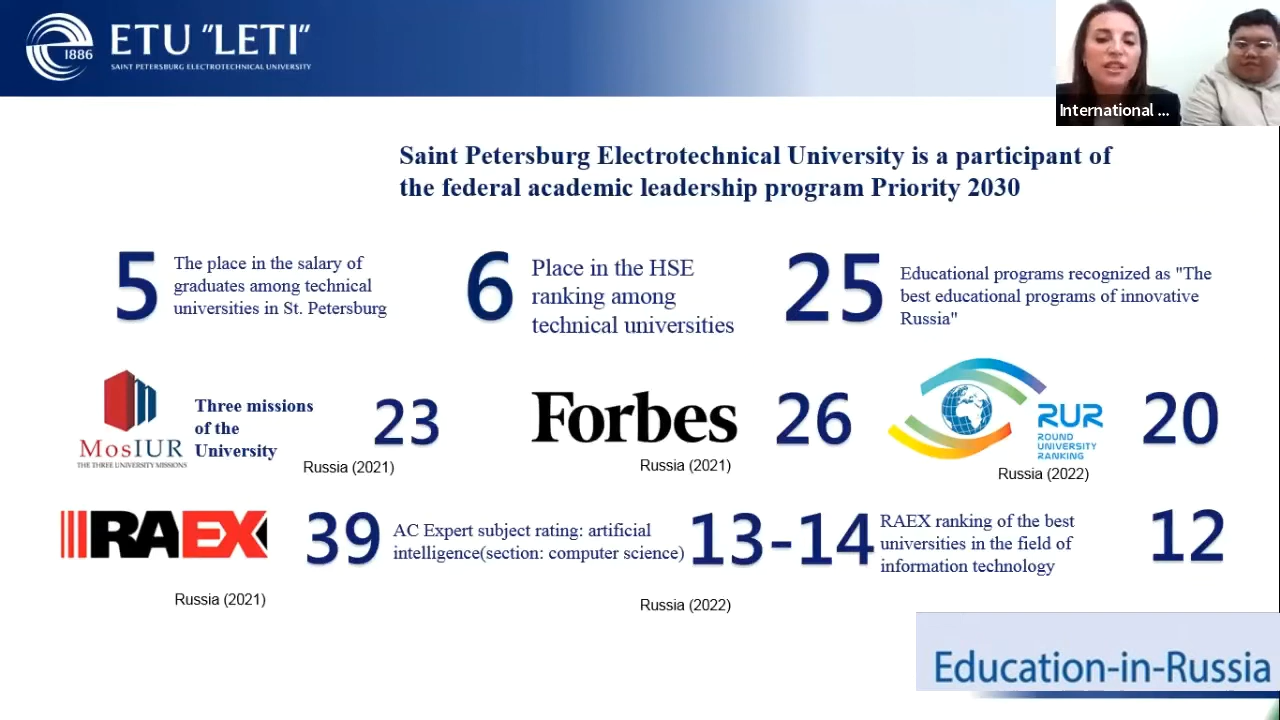 1886
ETU "LETI"
SAINT PETERSBURG ELECTROTECHNICAL UNIVERSITY
International ...
Saint Petersburg Electrotechnical University is a participant of
the federal academic leadership program Priority 2030
5
The place in the salary of
graduates among technical
universities in St. Petersburg
6
Place in the HSE
ranking among
technical universities
25
Educational programs recognized as "The
best educational programs of innovative
Russia"
MosIUR
THE THREE UNIVERSITY MISSIONS
Three missions
of the
University
23
Russia (2021)
Forbes
26
Russia (2021)
RUR
ROUND
UNIVERSITY
RANKING
20
Russia (2022)
RAEX
39
Russia (2021)
AC Expert subject rating: artificial
intelligence(section: computer science)
13-14
Russia (2022)
RAEX ranking of the best
universities in the field of
information technology
12
Education-in-Russia